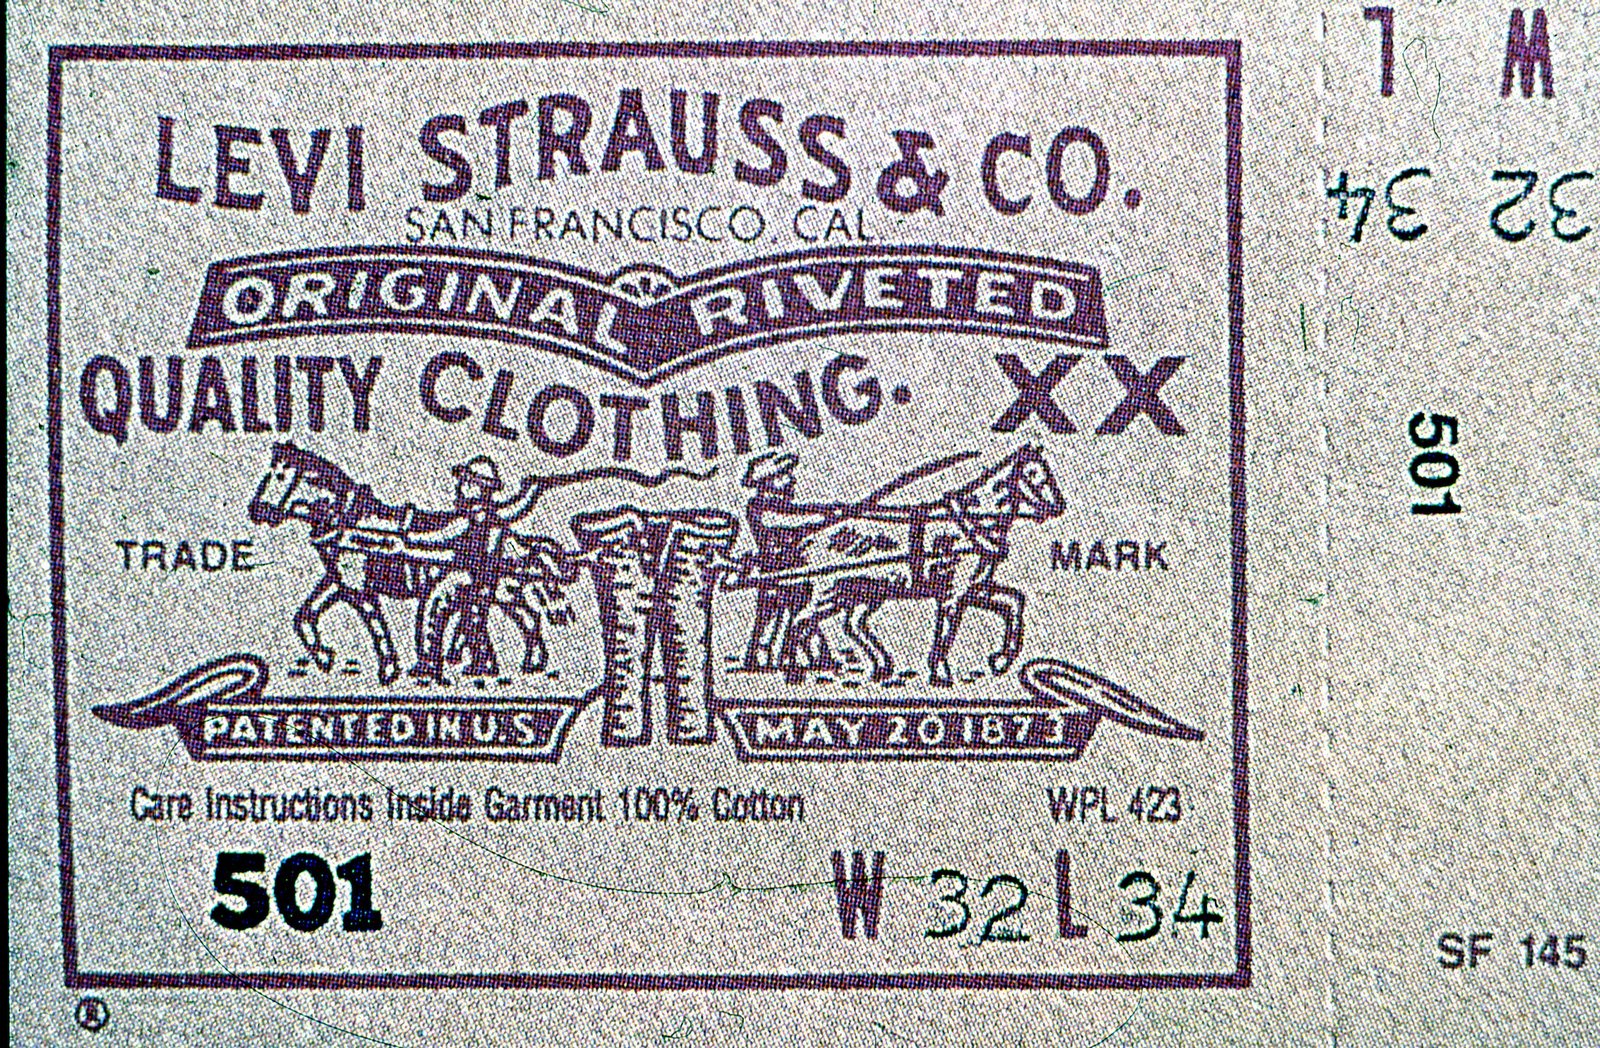 LEVI STRAUSS & CO.
SAN FRANCISCO, CAL
ORIGINAL RIVETED
QUALITY CLOTHING. XX
TRADE MARK
PATENTED IN U.S. MAY 20 1873
Care Instructions Inside Garment 100% Cotton WPL 423
501 W 32 L 34
®
W L
32 34
501
SF 145